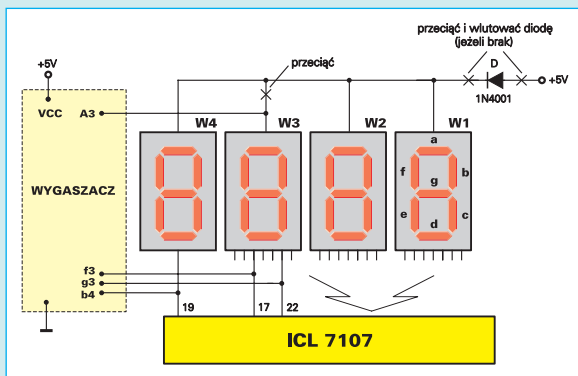 przeciąć i wlutować diodę
(jeżeli brak)
przeciąć
+5V
D
+5V
1N4001
VCC
A3
W4
W3
W2
W1
a
f
b
g
WYGASZACZ
e
c
d
f3
g3
b4
19
17
22
ICL 7107